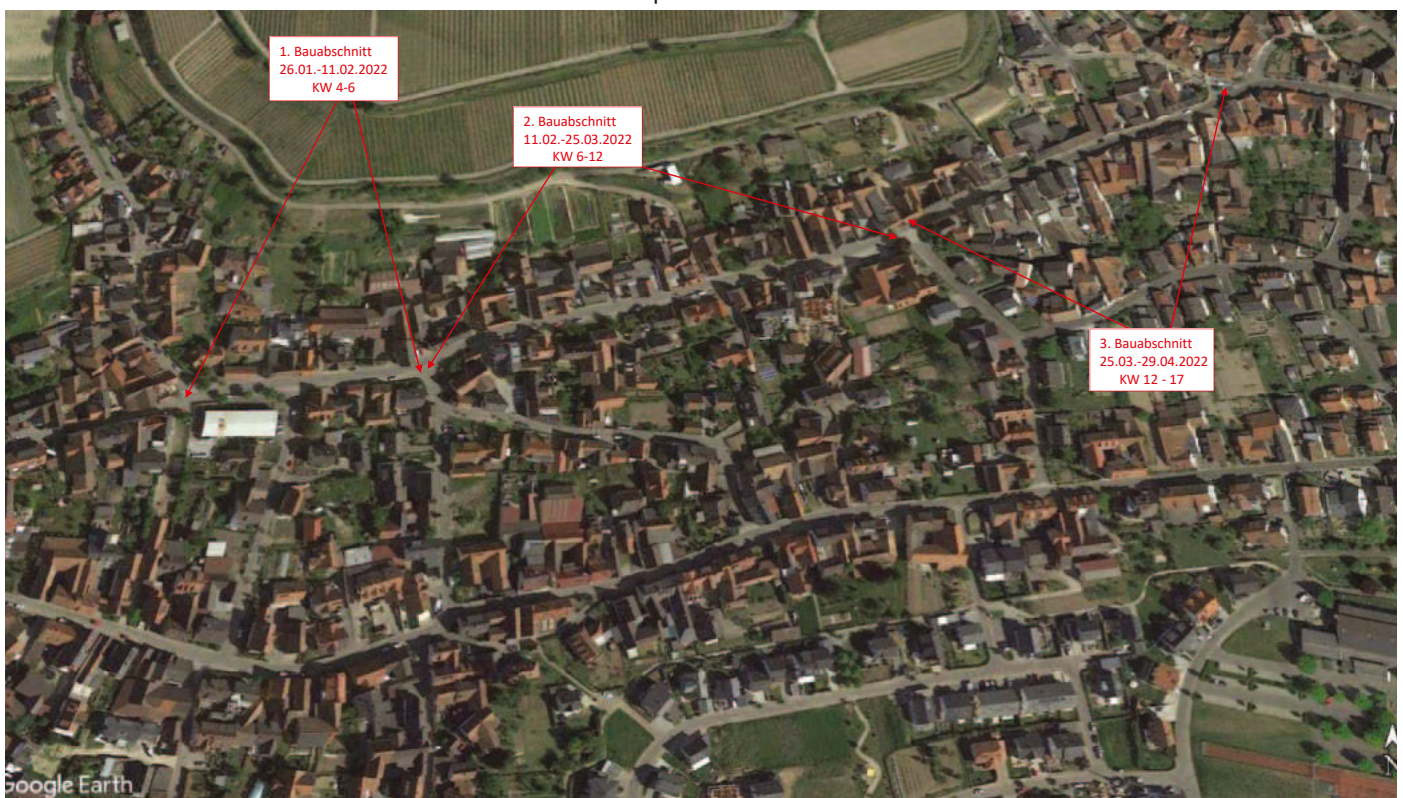 1. Bauabschnitt
26.01.-11.02.2022
KW 4-6
2. Bauabschnitt
11.02.-25.03.2022
KW 6-12
3. Bauabschnitt
25.03.-29.04.2022
KW 12 - 17
Google Earth
N